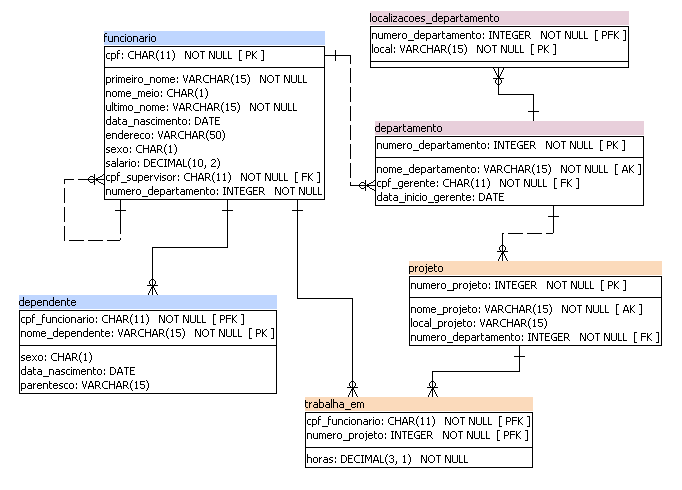 localizacoes_departamento
numero_departamento: INTEGER NOT NULL [ PFK ]
local: VARCHAR(15) NOT NULL [ PK ]
funcionario
cpf: CHAR(11) NOT NULL [ PK ]
primeiro_nome: VARCHAR(15) NOT NULL
nome_meio: CHAR(1)
ultimo_nome: VARCHAR(15) NOT NULL
data_nascimento: DATE
endereco: VARCHAR(50)
sexo: CHAR(1)
salario: DECIMAL(10, 2)
cpf_supervisor: CHAR(11) NOT NULL [ FK ]
numero_departamento: INTEGER NOT NULL
departamento
numero_departamento: INTEGER NOT NULL [ PK ]
nome_departamento: VARCHAR(15) NOT NULL [ AK ]
cpf_gerente: CHAR(11) NOT NULL [ FK ]
data_inicio_gerente: DATE
projeto
numero_projeto: INTEGER NOT NULL [ PK ]
nome_projeto: VARCHAR(15) NOT NULL [ AK ]
local_projeto: VARCHAR(15)
numero_departamento: INTEGER NOT NULL [ FK ]
dependente
cpf_funcionario: CHAR(11) NOT NULL [ PFK ]
nome_dependente: VARCHAR(15) NOT NULL [ PK ]
sexo: CHAR(1)
data_nascimento: DATE
parentesco: VARCHAR(15)
trabalha_em
cpf_funcionario: CHAR(11) NOT NULL [ PFK ]
numero_projeto: INTEGER NOT NULL [ PFK ]
horas: DECIMAL(3, 1) NOT NULL